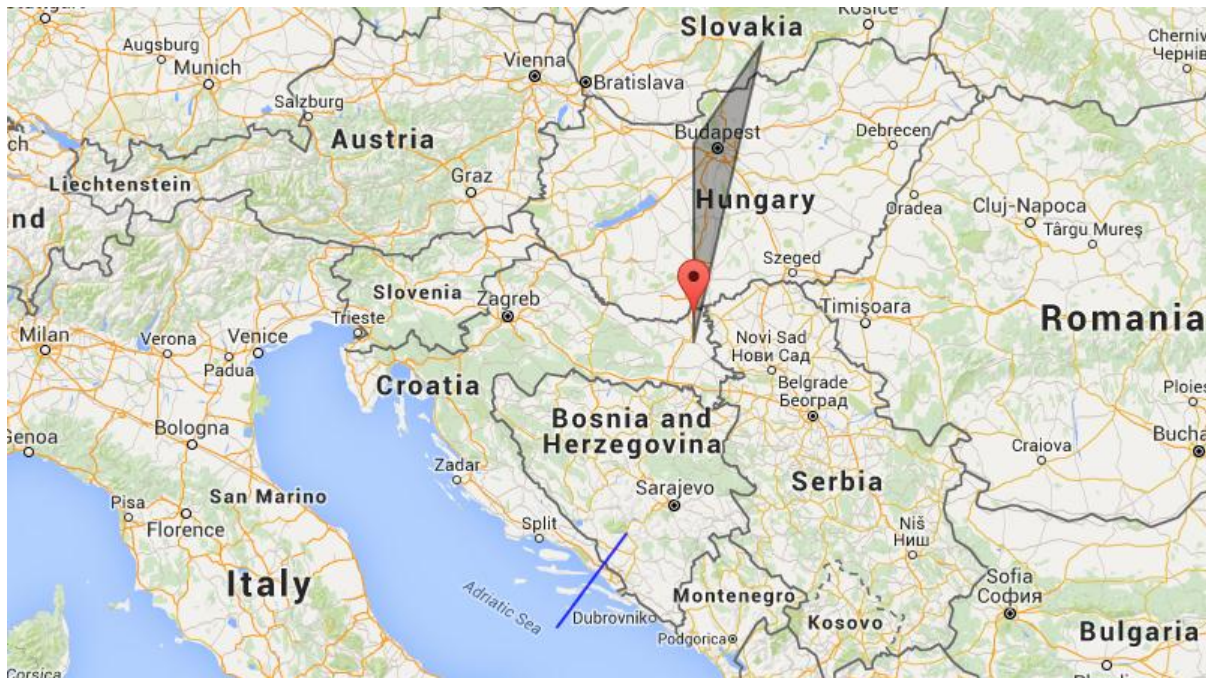 Slovakia
Košice
Augsburg
Munich
Vienna
Bratislava
Salzburg
Austria
Budapest
Debrecen
Liechtenstein
Graz
Hungary
Oradea
Cluj-Napoca
Târgu Mureș
Szeged
Slovenia
Zagreb
Timișoara
Romania
Trieste
Milan
Verona
Venice
Padua
Novi Sad
Нови Сад
Croatia
Belgrade
Београд
Bosnia and
Herzegovina
Bologna
Craiova
Zadar
Sarajevo
Serbia
Pisa
San Marino
Florence
Split
Niš
Ниш
Italy
Adriatic Sea
Dubrovnik
Montenegro
Kosovo
Sofia
София
Podgorica
Bulgaria
Corsica